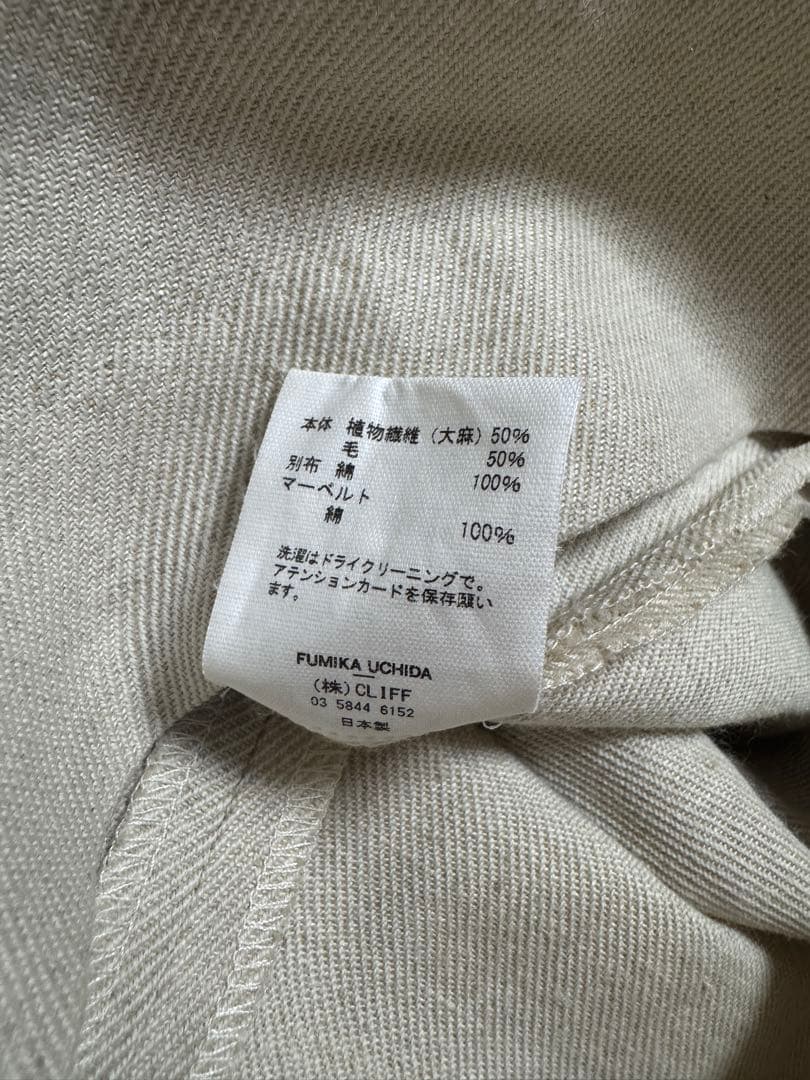 本体 植物繊維（大麻）50%
毛 50%
別布 綿 100%
マーベルト
綿 100%
洗濯はドライクリーニングで。
アテンションカードを保存願い
ます。
FUMIKA UCHIDA
(株)CLIFF
03 5844 6152
日本製